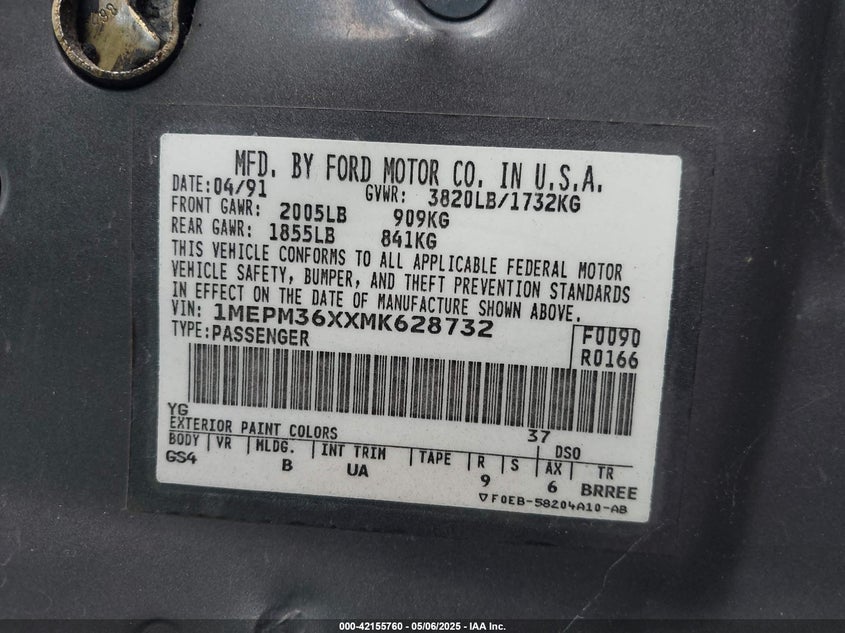 MFD. BY FORD MOTOR CO. IN U.S.A.
DATE: 04/91 GVWR: 3820LB/1732KG
FRONT GAWR: 2005LB 909KG
REAR GAWR: 1855LB 841KG
THIS VEHICLE CONFORMS TO ALL APPLICABLE FEDERAL MOTOR
VEHICLE SAFETY, BUMPER, AND THEFT PREVENTION STANDARDS
IN EFFECT ON THE DATE OF MANUFACTURE SHOWN ABOVE.
VIN: 1MEPM36XXMK628732
TYPE: PASSENGER
F0090
R0166
YG
EXTERIOR PAINT COLORS 37 DSO
BODY VR MLDG. INT TRIM TAPE R S AX TR
GS4 B UA 9 6 BRREE
F0EB-58204A10-AB
000-42155760 - 05/06/2025 - IAA Inc.